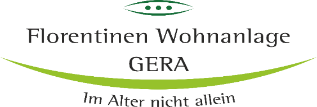 Florentinen Wohnanlage
GERA
Im Alter nicht allein